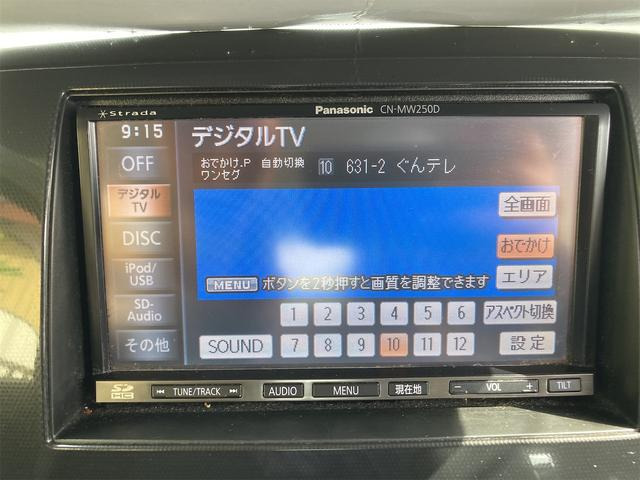 Strada
Panasonic CN-MW250D
9:15
デジタルTV
OFF
おでかけ.P 自動切換
ワンセグ
10 631-2 ぐんテレ
デジタル
TV
全画面
DISC
おでかけ
iPod/
USB
エリア
MENU ボタンを2秒押すと画質を調整できます
SD-
Audio
1 2 3 4 5 6 アスペクト切換
その他
SOUND 7 8 9 10 11 12 設定
SD HC
TUNE/TRACK AUDIO MENU 現在地 - VOL + TILT